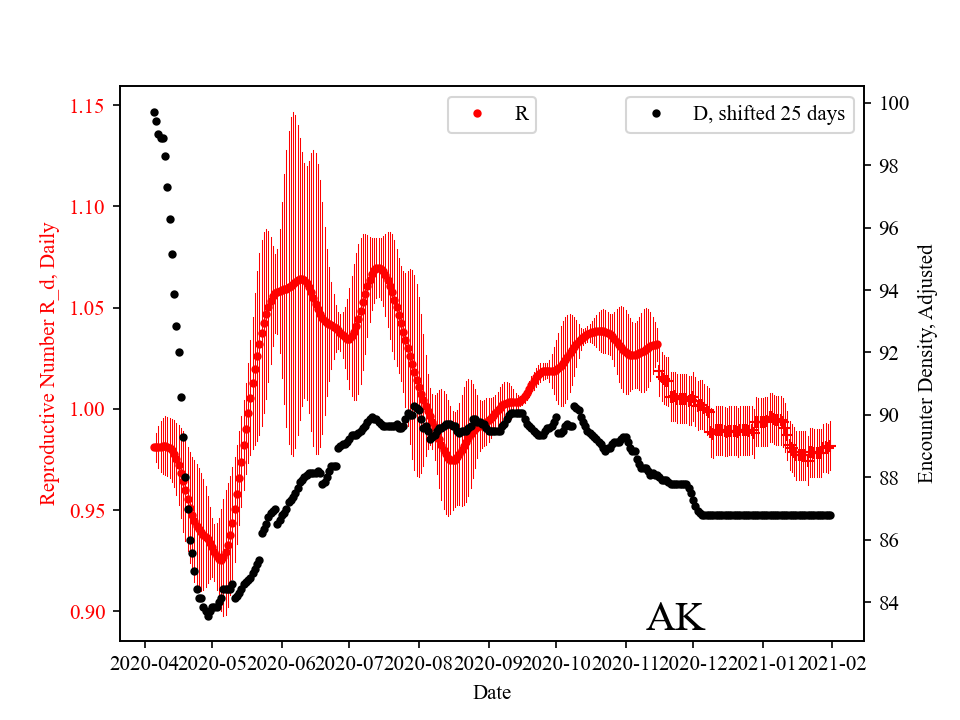 R
D, shifted 25 days
1.15
1.10
1.05
1.00
0.95
0.90
Reproductive Number R_d, Daily
100
98
96
94
92
90
88
86
84
Encounter Density, Adjusted
AK
2020-04 2020-05 2020-06 2020-07 2020-08 2020-09 2020-10 2020-11 2020-12 2021-01 2021-02
Date